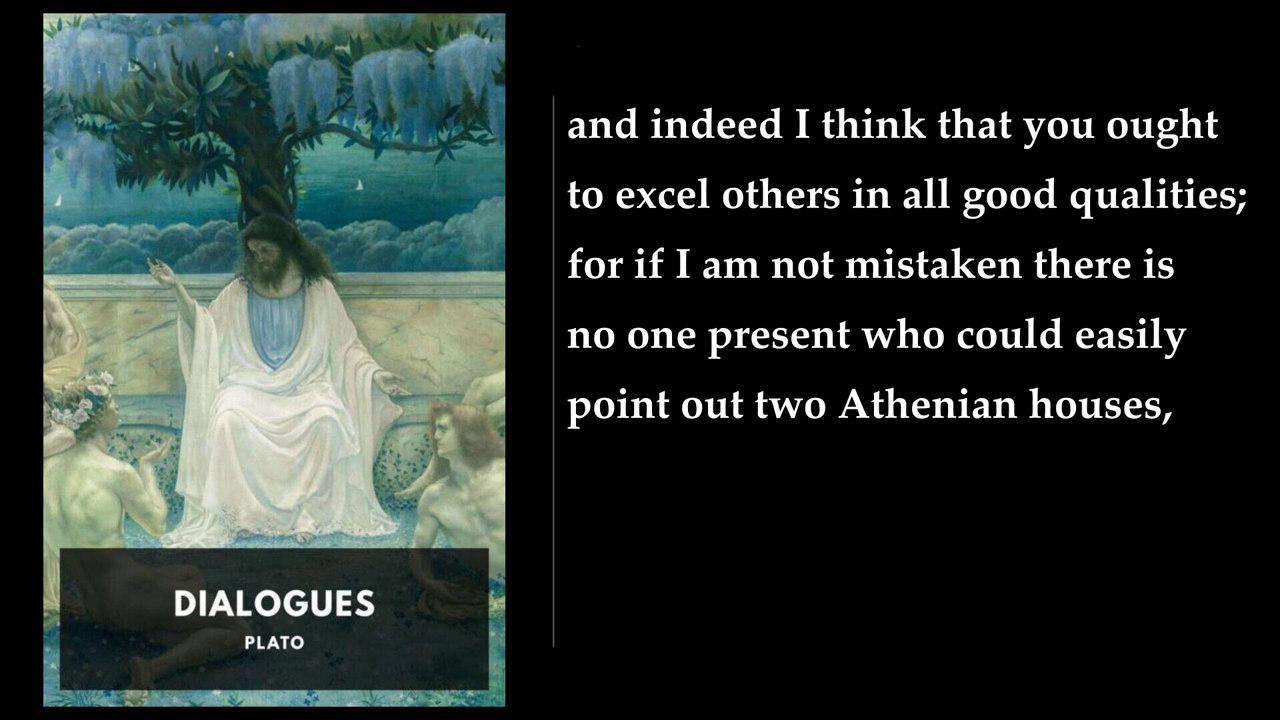 and indeed I think that you ought
to excel others in all good qualities;
for if I am not mistaken there is
no one present who could easily
point out two Athenian houses,
DIALOGUES
PLATO